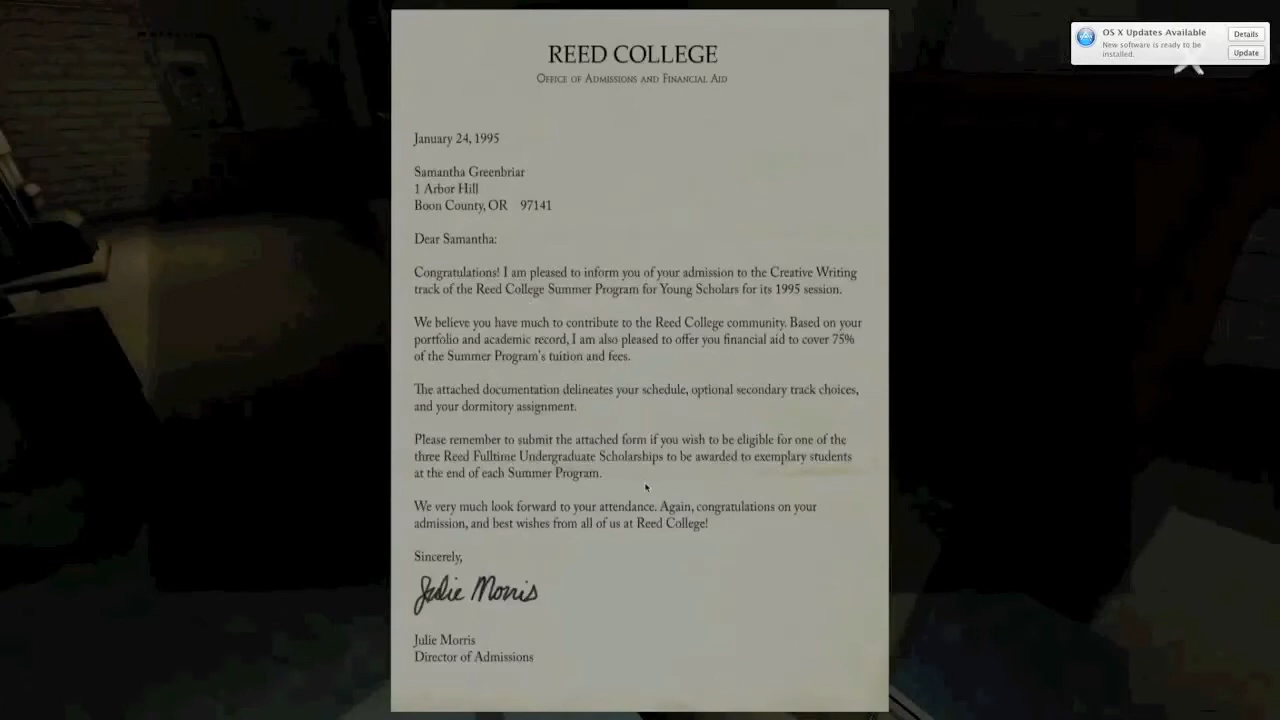 REED COLLEGE
Office of Admissions and Financial Aid
January 24, 1995
Samantha Greenbriar
1 Arbor Hill
Boon County, OR 97141
Dear Samantha:
Congratulations! I am pleased to inform you of your admission to the Creative Writing
track of the Reed College Summer Program for Young Scholars for its 1995 session.
We believe you have much to contribute to the Reed College community. Based on your
portfolio and academic record, I am also pleased to offer you financial aid to cover 75%
of the Summer Program's tuition and fees.
The attached documentation delineates your schedule, optional secondary track choices,
and your dormitory assignment.
Please remember to submit the attached form if you wish to be eligible for one of the
three Reed Fulltime Undergraduate Scholarships to be awarded to exemplary students
at the end of each Summer Program.
We very much look forward to your attendance. Again, congratulations on your
admission, and best wishes from all of us at Reed College!
Sincerely,
Julie Morris
Julie Morris
Director of Admissions
OS X Updates Available
New software is ready to be
installed.
Details
Update